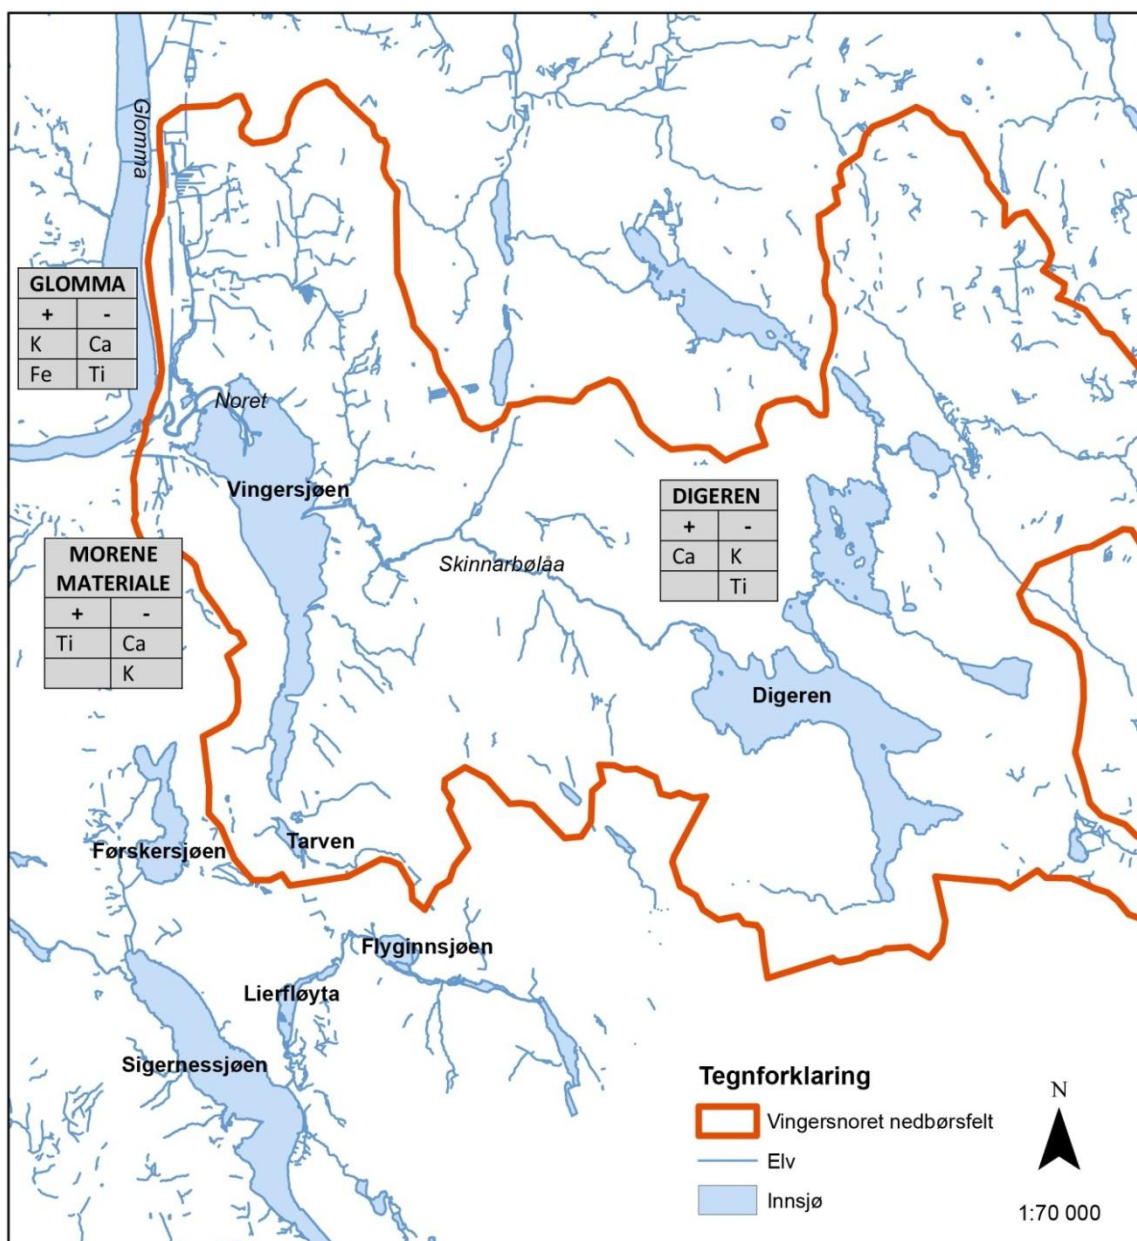 Glomma
GLOMMA
+ -
K Ca
Fe Ti
Noret
Vingersjøen
DIGEREN
+ -
Ca K
Ti
MORENE
MATERIALE
+ -
Ti Ca
K
Skinnarbølåa
Digeren
Tarven
Førskersjøen
Flyginnsjøen
Lierfløyta
Sigernessjøen
Tegnforklaring
Vingersnoret nedbørsfelt
Elv
Innsjø
N
1:70 000